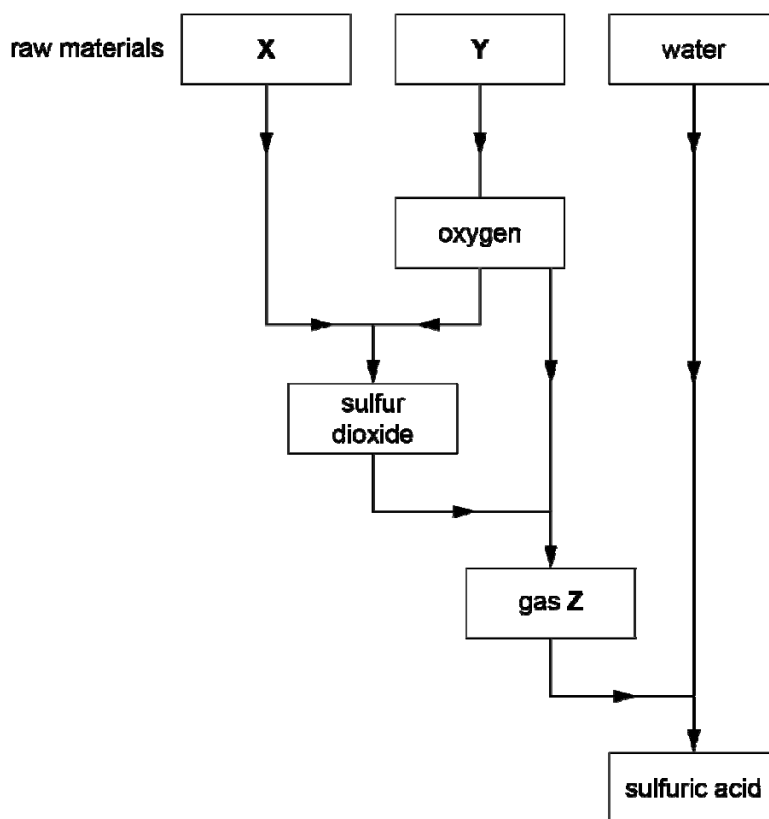 raw materials
X
Y
water
oxygen
sulfur
dioxide
gas Z
sulfuric acid